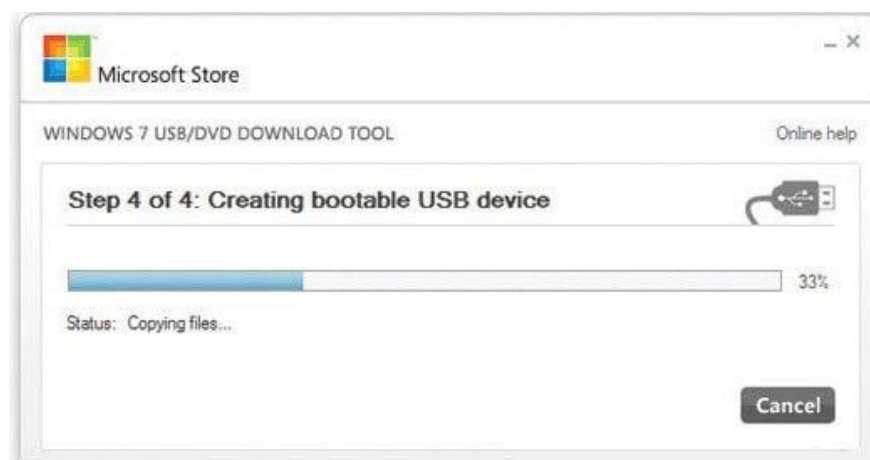 Microsoft Store
WINDOWS 7 USB/DVD DOWNLOAD TOOL
Online help
Step 4 of 4: Creating bootable USB device
33%
Status: Copying files...
Cancel